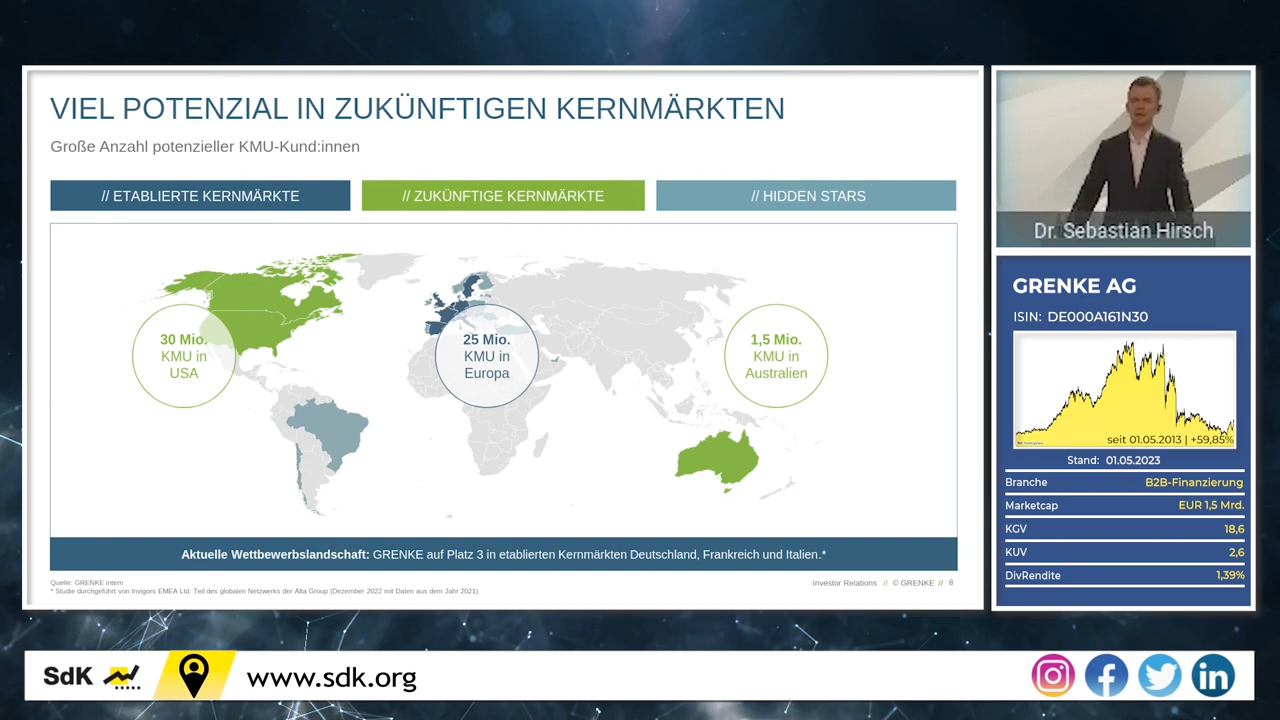 VIEL POTENZIAL IN ZUKÜNFTIGEN KERNMÄRKTEN
Große Anzahl potenzieller KMU-Kund:innen
// ETABLIERTE KERNMÄRKTE
// ZUKÜNFTIGE KERNMÄRKTE
// HIDDEN STARS
30 Mio.
KMU in
USA
25 Mio.
KMU in
Europa
1,5 Mio.
KMU in
Australien
Aktuelle Wettbewerbslandschaft: GRENKE auf Platz 3 in etablierten Kernmärkten Deutschland, Frankreich und Italien.*
Quelle: GRENKE intern
* Studie durchgeführt von Invigors EMEA Ltd. Teil des globalen Netzwerks der Alta Group (Dezember 2022 mit Daten aus dem Jahr 2021)
Investor Relations // © GRENKE // 8
Dr. Sebastian Hirsch
GRENKE AG
ISIN: DE000A161N30
seit 01.05.2013 | +59,85%
Stand: 01.05.2023
Branche B2B-Finanzierung
Marketcap EUR 1,5 Mrd.
KGV 18,6
KUV 2,6
DivRendite 1,39%
SdK
www.sdk.org